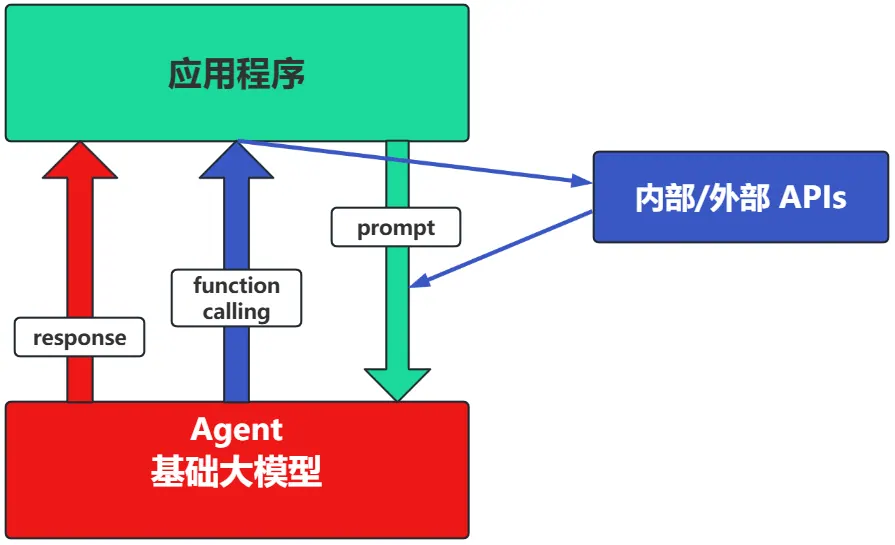 应用程序
内部/外部 APIs
prompt
function
calling
response
Agent
基础大模型